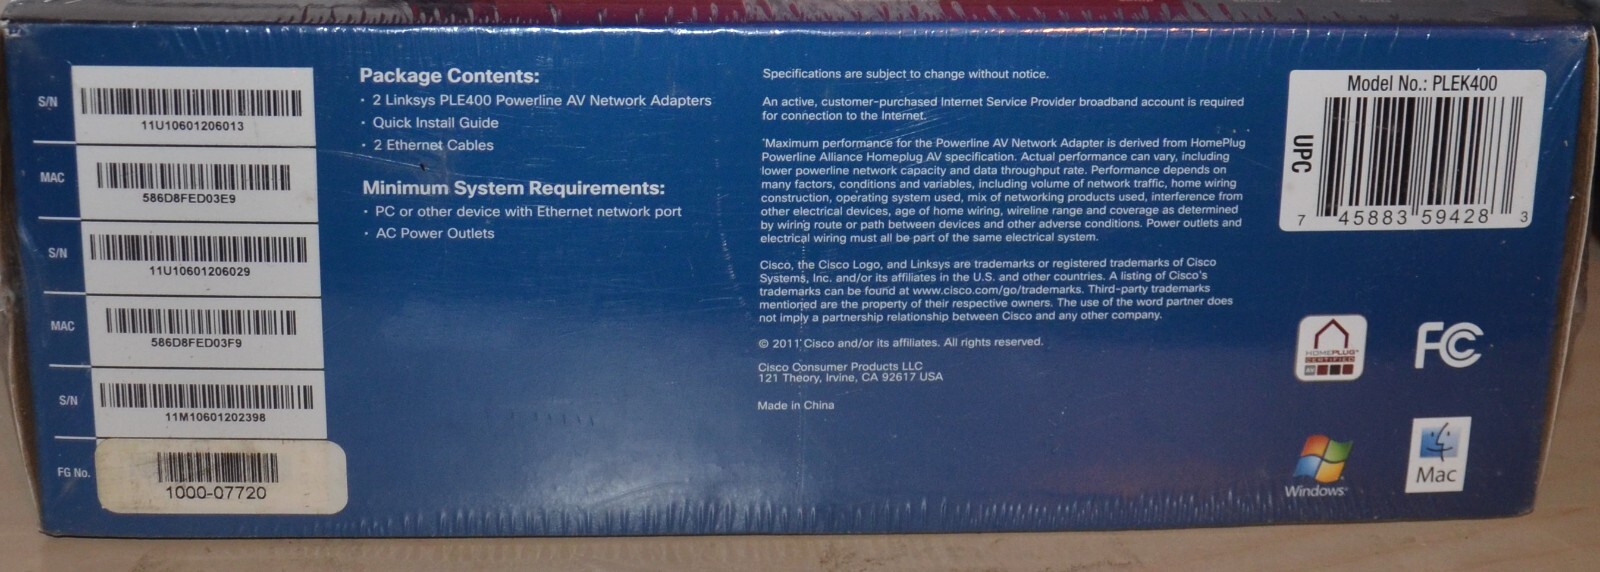 S/N
11U10601206013
MAC
586D8FED03E9
S/N
11U10601206029
MAC
586D8FED03F9
S/N
11M10601202398
FG No.
1000-07720
Package Contents:
· 2 Linksys PLE400 Powerline AV Network Adapters
· Quick Install Guide
· 2 Ethernet Cables
Minimum System Requirements:
· PC or other device with Ethernet network port
· AC Power Outlets
Specifications are subject to change without notice.
An active, customer-purchased Internet Service Provider broadband account is required
for connection to the Internet.
*Maximum performance for the Powerline AV Network Adapter is derived from HomePlug
Powerline Alliance Homeplug AV specification. Actual performance can vary, including
lower powerline network capacity and data throughput rate. Performance depends on
many factors, conditions and variables, including volume of network traffic, home wiring
construction, operating system used, mix of networking products used, interference from
other electrical devices, age of home wiring, wireline range and coverage as determined
by wiring route or path between devices and other adverse conditions. Power outlets and
electrical wiring must all be part of the same electrical system.
Cisco, the Cisco Logo, and Linksys are trademarks or registered trademarks of Cisco
Systems, Inc. and/or its affiliates in the U.S. and other countries. A listing of Cisco's
trademarks can be found at www.cisco.com/go/trademarks. Third-party trademarks
mentioned are the property of their respective owners. The use of the word partner does
not imply a partnership relationship between Cisco and any other company.
© 2011 Cisco and/or its affiliates. All rights reserved.
Cisco Consumer Products LLC
121 Theory, Irvine, CA 92617 USA
Made in China
Model No.: PLEK400
UPC
7 45883 59428 3
HOMEPLUG
CERTIFIED
AV
FC
Windows
Mac